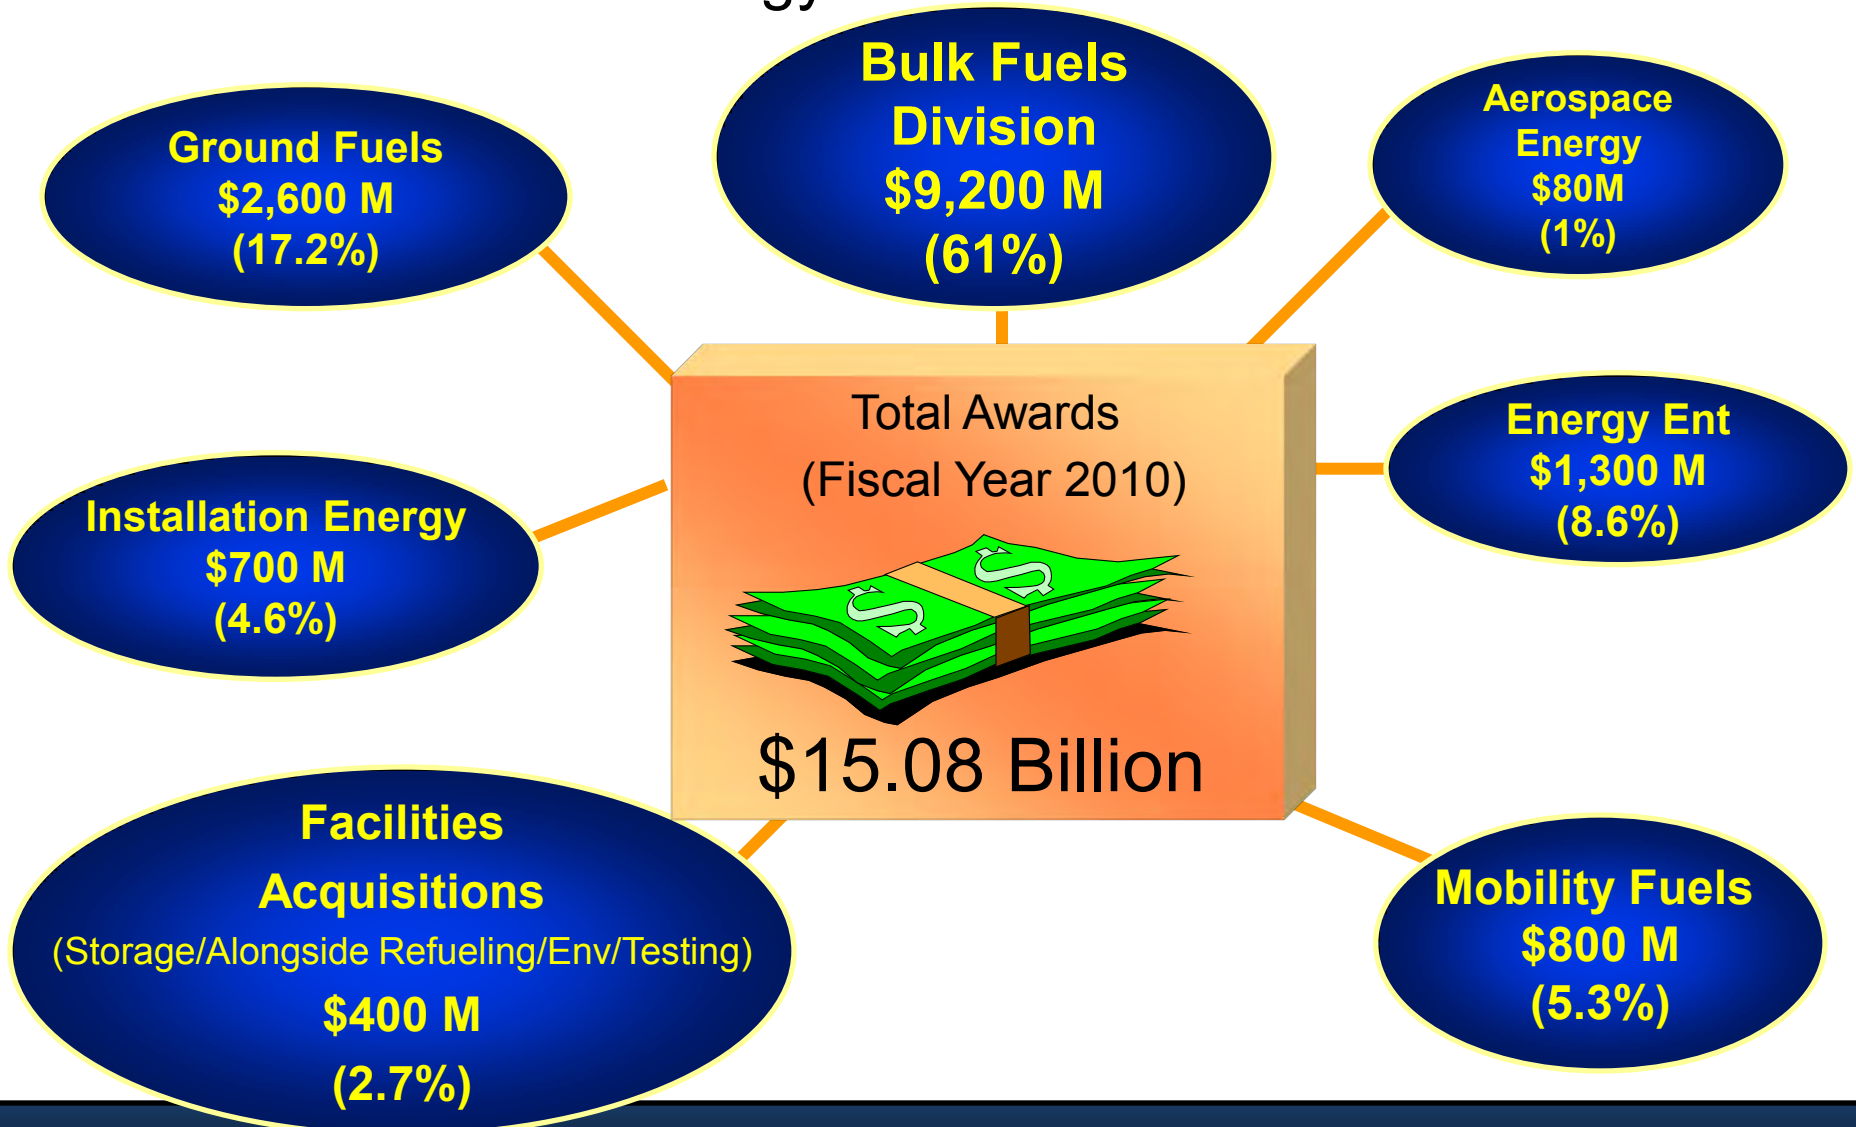 Bulk Fuels
Division
$9,200 M
(61%)
Aerospace
Energy
$80M
(1%)
Ground Fuels
$2,600 M
(17.2%)
Total Awards
(Fiscal Year 2010)
$15.08 Billion
Energy Ent
$1,300 M
(8.6%)
Installation Energy
$700 M
(4.6%)
Facilities
Acquisitions
(Storage/Alongside Refueling/Env/Testing)
$400 M
(2.7%)
Mobility Fuels
$800 M
(5.3%)